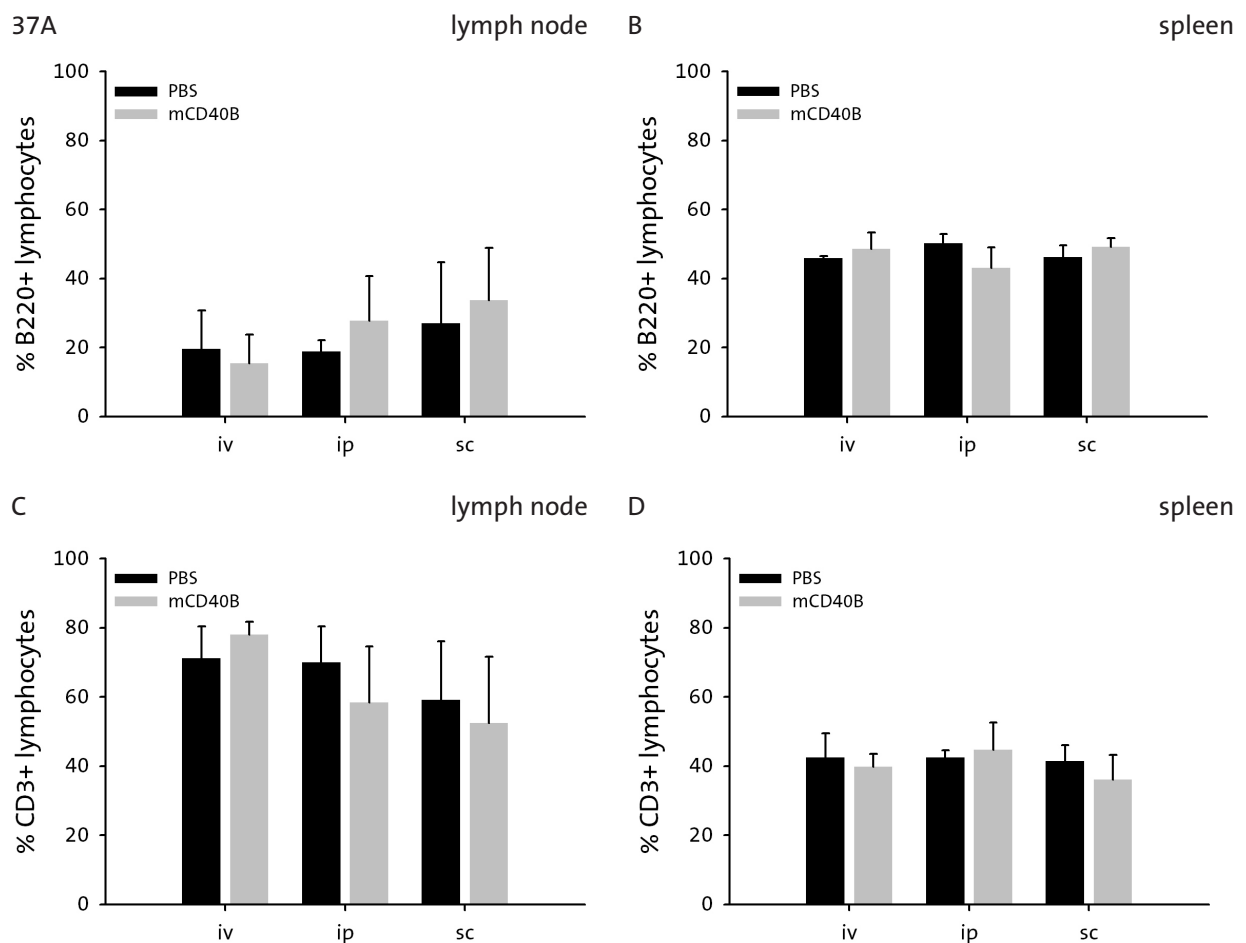 37A
lymph node
% B220+ lymphocytes
100
80
60
40
20
0
PBS
mCD40B
iv
ip
sc
B
spleen
% B220+ lymphocytes
100
80
60
40
20
0
PBS
mCD40B
iv
ip
sc
C
lymph node
% CD3+ lymphocytes
100
80
60
40
20
0
PBS
mCD40B
iv
ip
sc
D
spleen
% CD3+ lymphocytes
100
80
60
40
20
0
PBS
mCD40B
iv
ip
sc